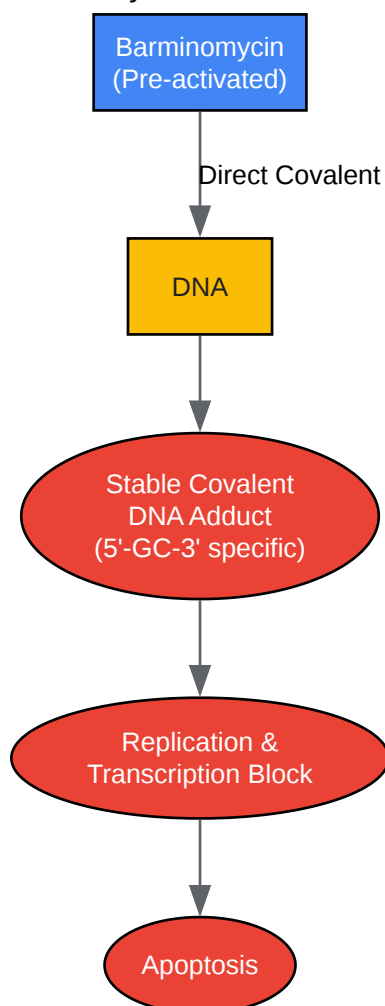 Barminomycin
(Pre-activated)
Direct Covalent
DNA
Stable Covalent
DNA Adduct
(5'-GC-3' specific)
Replication &
Transcription Block
Apoptosis